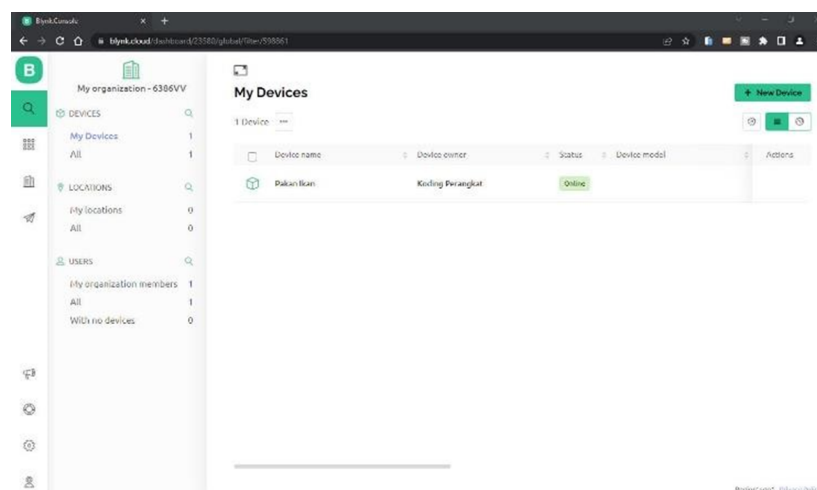 Blynk.Console
blynk.cloud/dashboard/23580/global/filter/598861
B
My organization - 6386VV
DEVICES
My Devices 1
All 1
LOCATIONS
My locations 0
All 0
USERS
My organization members 1
All 1
With no devices 0
My Devices
+ New Device
1 Device
Device name Device owner Status Device model Actions
Pakan Ikan Koding Perangkat Online